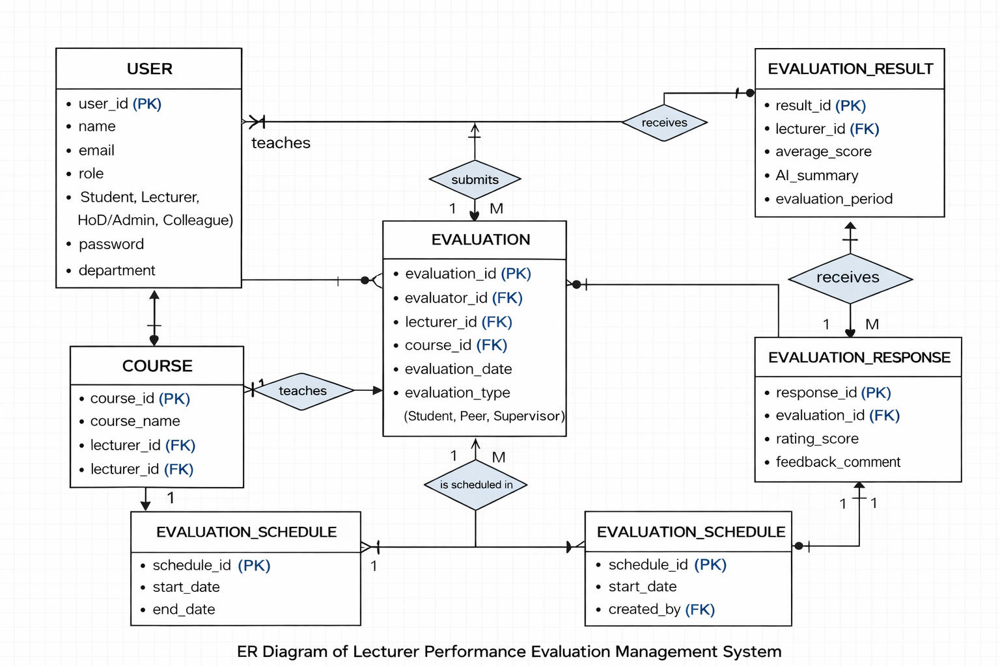 USER
• user_id (PK)
• name
• email
• role
• Student, Lecturer,
HoD/Admin, Colleague)
• password
• department
teaches
receives
EVALUATION_RESULT
• result_id (PK)
• lecturer_id (FK)
• average_score
• AI_summary
• evaluation_period
submits
1 M
EVALUATION
• evaluation_id (PK)
• evaluator_id (FK)
• lecturer_id (FK)
• course_id (FK)
• evaluation_date
• evaluation_type
(Student, Peer, Supervisor)
receives
1 M
COURSE
• course_id (PK)
• course_name
• lecturer_id (FK)
• lecturer_id (FK)
1
teaches
EVALUATION_RESPONSE
• response_id (PK)
• evaluation_id (FK)
• rating_score
• feedback_comment
1 M
is scheduled in
1
EVALUATION_SCHEDULE
• schedule_id (PK)
• start_date
• end_date
1
EVALUATION_SCHEDULE
• schedule_id (PK)
• start_date
• created_by (FK)
1 1
ER Diagram of Lecturer Performance Evaluation Management System